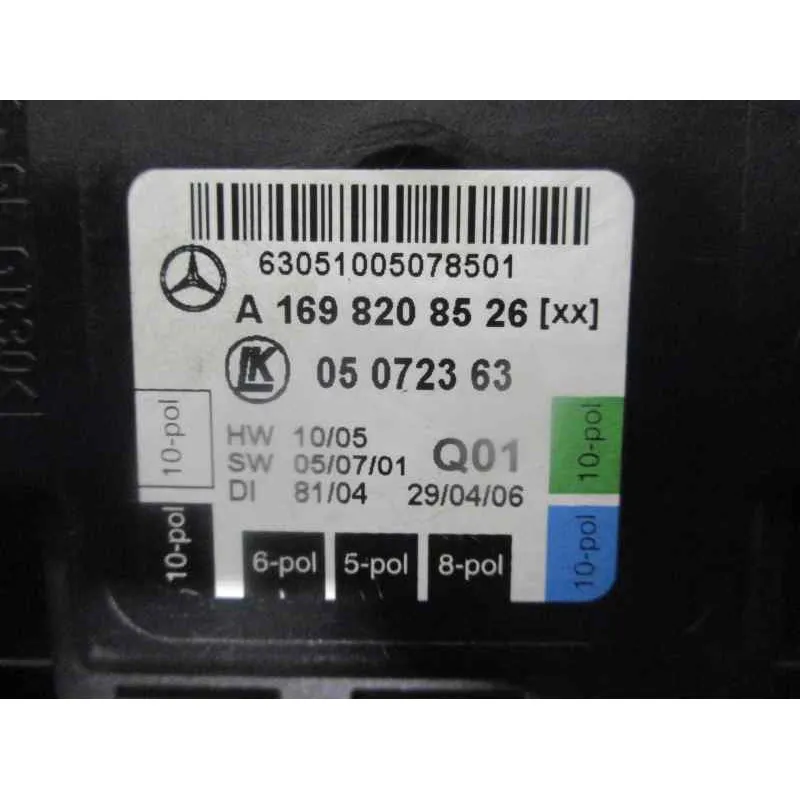 63051005078501
A 169 820 85 26 [xx]
LK 05 0723 63
HW 10/05
SW 05/07/01 Q01
DI 81/04 29/04/06
10-pol
10-pol
6-pol
5-pol
8-pol
10-pol
10-pol